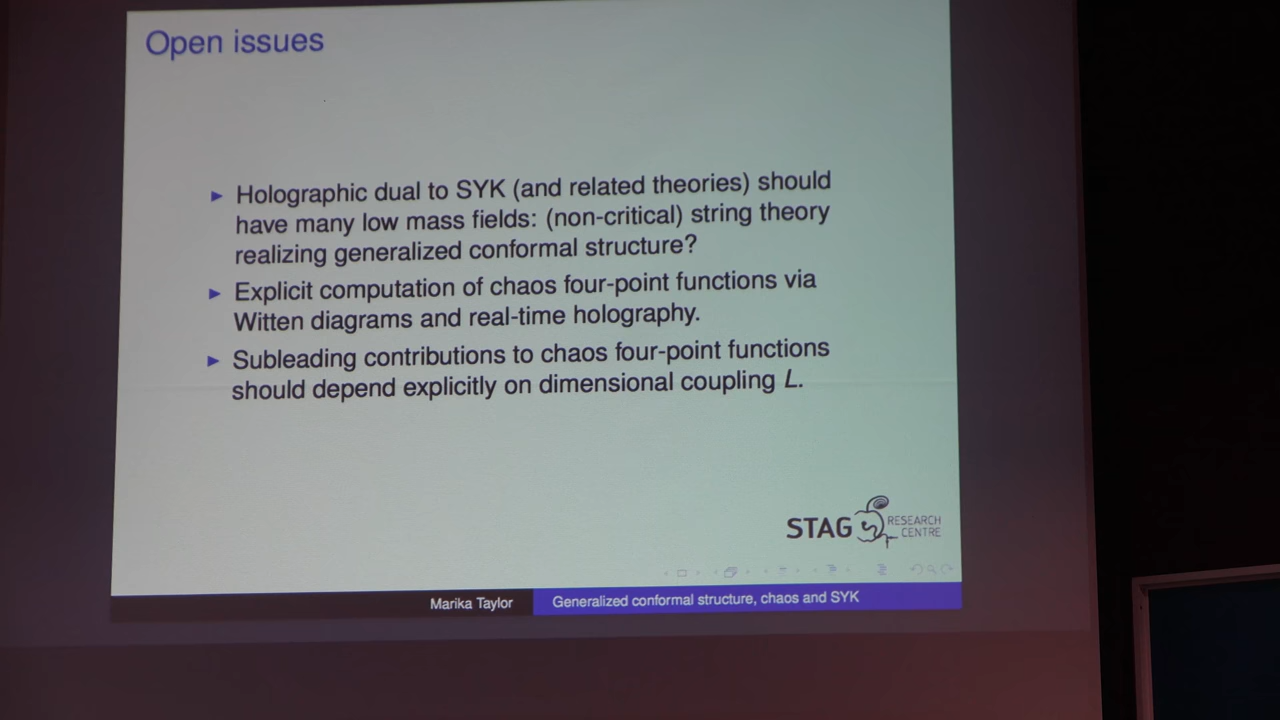 Open issues
Holographic dual to SYK (and related theories) should
have many low mass fields: (non-critical) string theory
realizing generalized conformal structure?
Explicit computation of chaos four-point functions via
Witten diagrams and real-time holography.
Subleading contributions to chaos four-point functions
should depend explicitly on dimensional coupling L.
STAG RESEARCH
CENTRE
Marika Taylor Generalized conformal structure, chaos and SYK